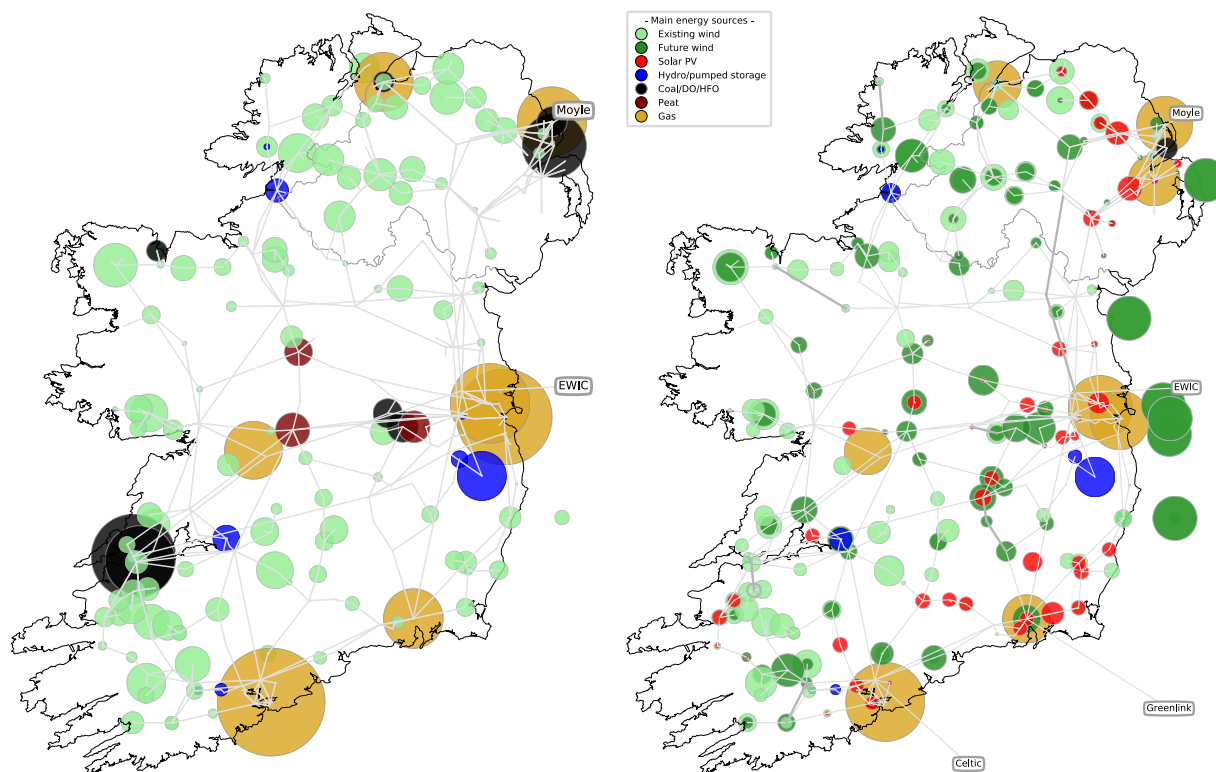 - Main energy sources -
Existing wind
Future wind
Solar PV
Hydro/pumped storage
Coal/DO/HFO
Peat
Gas
Moyle
Moyle
EWIC
EWIC
Greenlink
Celtic